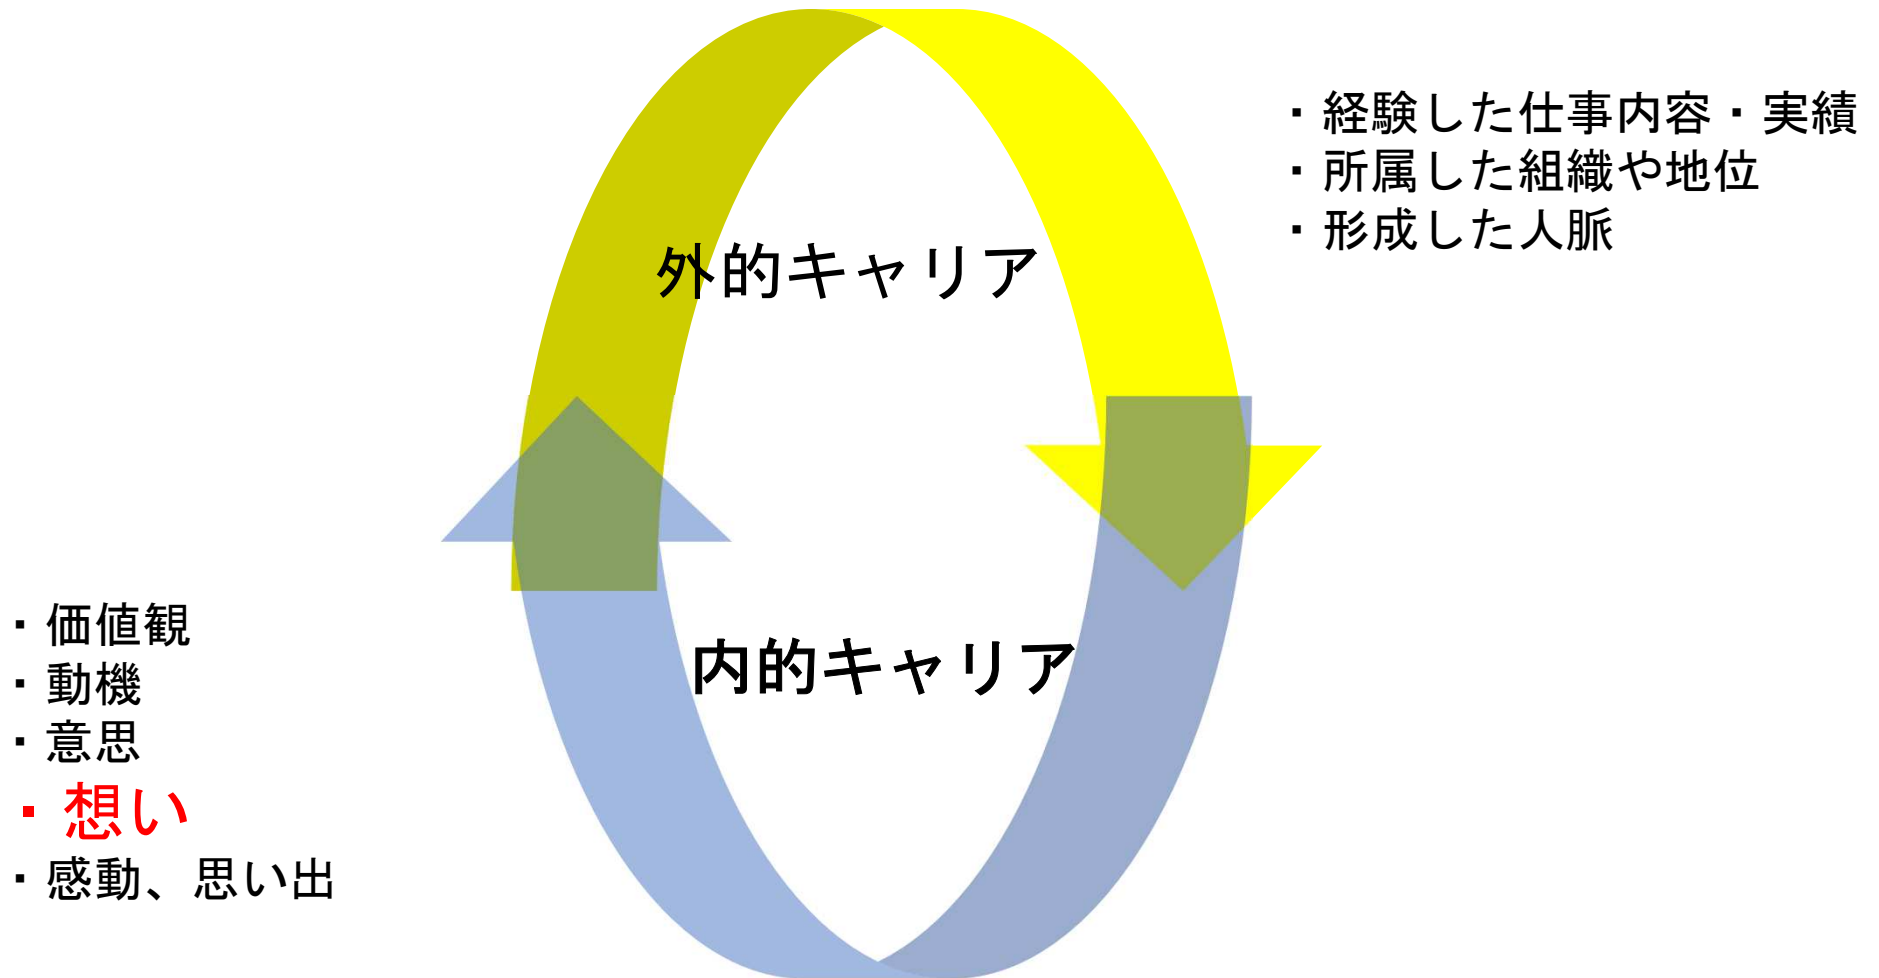 ・経験した仕事内容・実績
・所属した組織や地位
・形成した人脈
外的キャリア
内的キャリア
・価値観
・動機
・意思
・想い
・感動、思い出